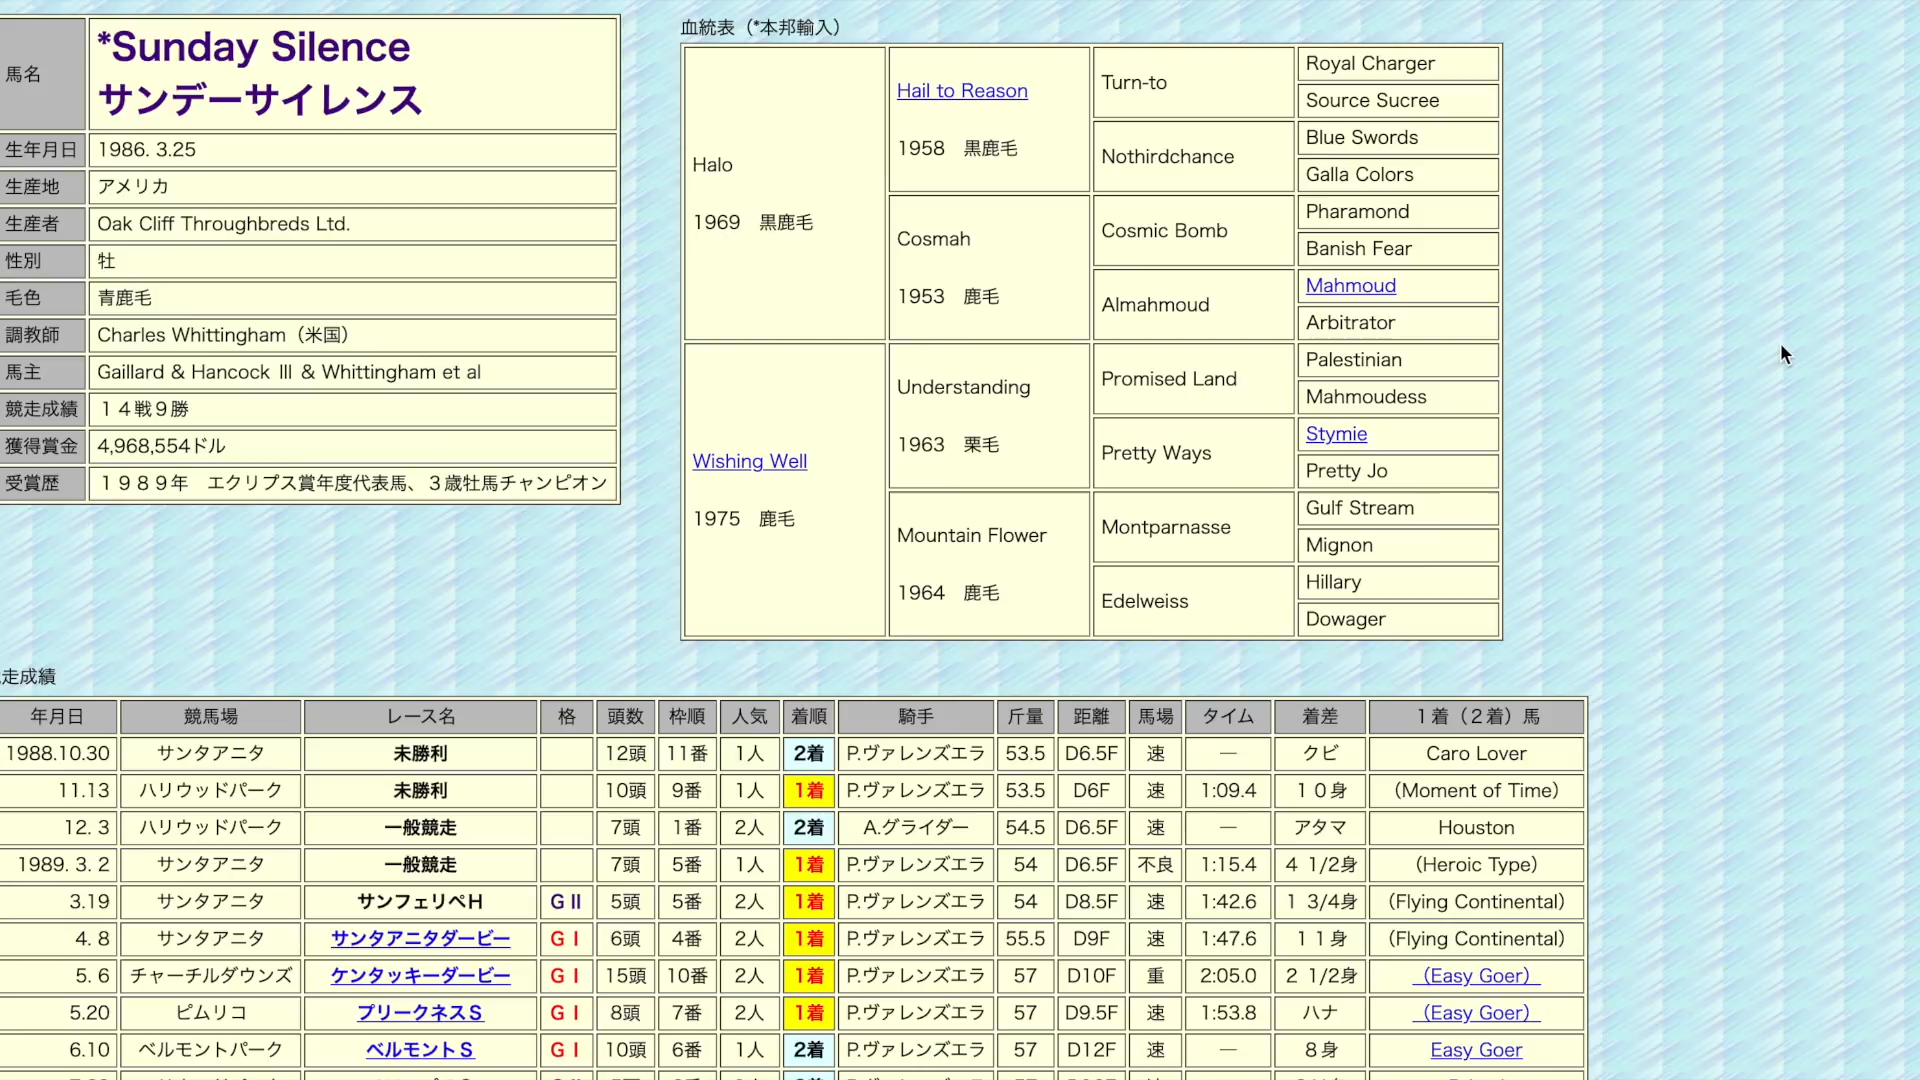 馬名
*Sunday Silence
サンデーサイレンス
生年月日 1986. 3.25
生産地 アメリカ
生産者 Oak Cliff Throughbreds Ltd.
性別 牡
毛色 青鹿毛
調教師 Charles Whittingham（米国）
馬主 Gaillard & Hancock Ⅲ & Whittingham et al
競走成績 １４戦９勝
獲得賞金 4,968,554ドル
受賞歴 １９８９年　エクリプス賞年度代表馬、３歳牡馬チャンピオン
血統表（*本邦輸入）
Halo
1969　黒鹿毛
Hail to Reason
1958　黒鹿毛
Turn-to
Royal Charger
Source Sucree
Nothirdchance
Blue Swords
Galla Colors
Cosmah
1953　鹿毛
Cosmic Bomb
Pharamond
Banish Fear
Almahmoud
Mahmoud
Arbitrator
Wishing Well
1975　鹿毛
Understanding
1963　栗毛
Promised Land
Palestinian
Mahmoudess
Pretty Ways
Stymie
Pretty Jo
Mountain Flower
1964　鹿毛
Montparnasse
Gulf Stream
Mignon
Edelweiss
Hillary
Dowager
走成績
年月日 競馬場 レース名 格 頭数 枠順 人気 着順 騎手 斤量 距離 馬場 タイム 着差 １着（２着）馬
1988.10.30 サンタアニタ 未勝利 12頭 11番 1人 2着 P.ヴァレンズエラ 53.5 D6.5F 速 ― クビ Caro Lover
11.13 ハリウッドパーク 未勝利 10頭 9番 1人 1着 P.ヴァレンズエラ 53.5 D6F 速 1:09.4 １０身 （Moment of Time）
12. 3 ハリウッドパーク 一般競走 7頭 1番 2人 2着 A.グライダー 54.5 D6.5F 速 ― アタマ Houston
1989. 3. 2 サンタアニタ 一般競走 7頭 5番 1人 1着 P.ヴァレンズエラ 54 D6.5F 不良 1:15.4 ４ 1/2身 （Heroic Type）
3.19 サンタアニタ サンフェリペＨ GⅡ 5頭 5番 2人 1着 P.ヴァレンズエラ 54 D8.5F 速 1:42.6 １ 3/4身 （Flying Continental）
4. 8 サンタアニタ サンタアニタダービー GⅠ 6頭 4番 2人 1着 P.ヴァレンズエラ 55.5 D9F 速 1:47.6 １１身 （Flying Continental）
5. 6 チャーチルダウンズ ケンタッキーダービー GⅠ 15頭 10番 2人 1着 P.ヴァレンズエラ 57 D10F 重 2:05.0 ２ 1/2身 （Easy Goer）
5.20 ピムリコ プリークネスＳ GⅠ 8頭 7番 2人 1着 P.ヴァレンズエラ 57 D9.5F 速 1:53.8 ハナ （Easy Goer）
6.10 ベルモントパーク ベルモントＳ GⅠ 10頭 6番 1人 2着 P.ヴァレンズエラ 57 D12F 速 ― ８身 Easy Goer